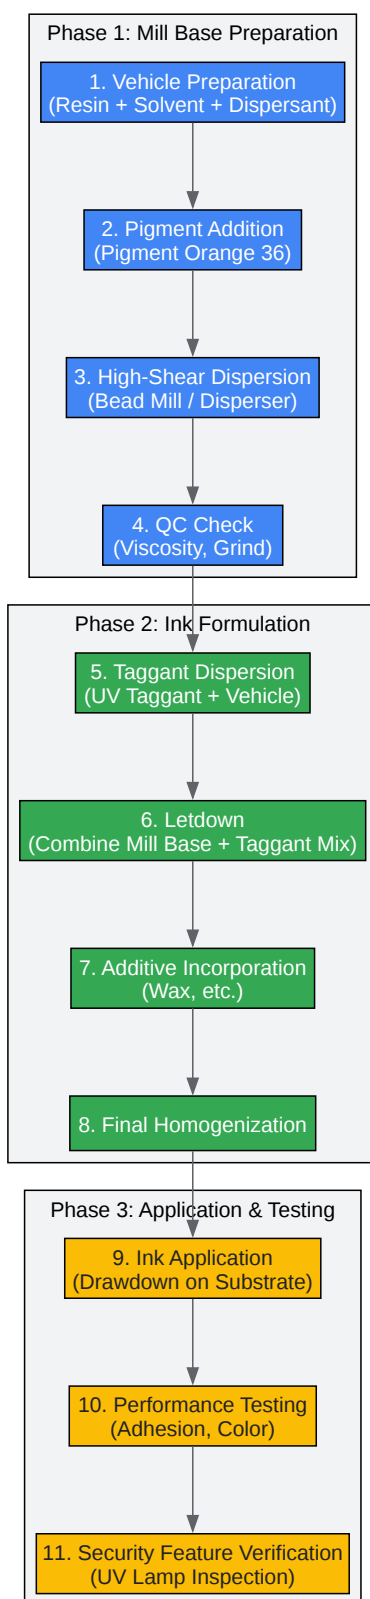 Phase 1: Mill Base Preparation
1. Vehicle Preparation
(Resin + Solvent + Dispersant)
2. Pigment Addition
(Pigment Orange 36)
3. High-Shear Dispersion
(Bead Mill / Disperser)
4. QC Check
(Viscosity, Grind)
Phase 2: Ink Formulation
5. Taggant Dispersion
(UV Taggant + Vehicle)
6. Letdown
(Combine Mill Base + Taggant Mix)
7. Additive Incorporation
(Wax, etc.)
8. Final Homogenization
Phase 3: Application & Testing
9. Ink Application
(Drawdown on Substrate)
10. Performance Testing
(Adhesion, Color)
11. Security Feature Verification
(UV Lamp Inspection)